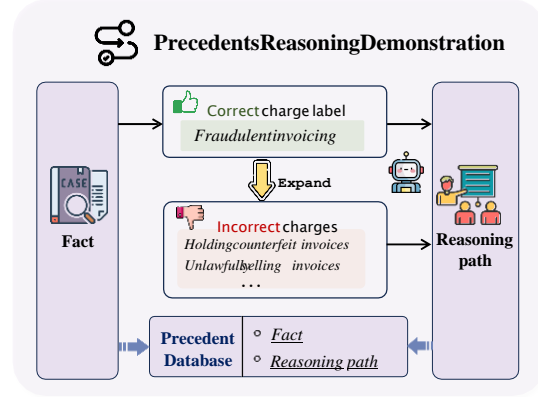 PrecedentsReasoningDemonstration
Correct charge label
Fraudulentinvoicing
CASE
Fact
Expand
Incorrect charges
Holdingcounterfeit invoices
Unlawfullyselling invoices
...
Reasoning
path
Precedent
Database
Fact
Reasoning path